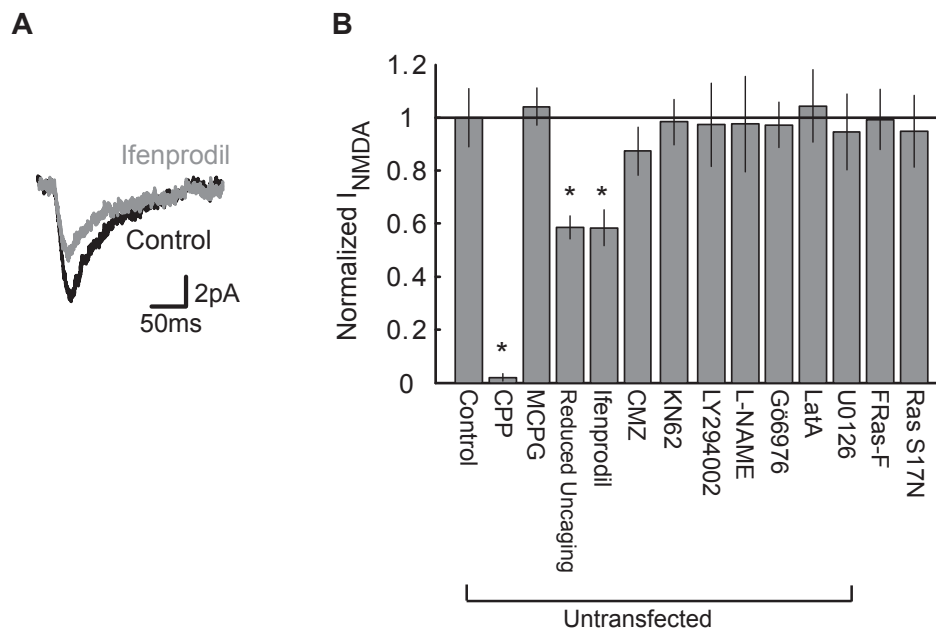 A
Ifenprodil
Control
2pA
50ms
B
Normalized I_NMDA
1.2
1
0.8
0.6
0.4
0.2
0
*
*
*
Control
CPP
MCPG
Reduced Uncaging
Ifenprodil
CMZ
KN62
LY294002
L-NAME
Gö6976
LatA
U0126
FRas-F
Ras S17N
Untransfected